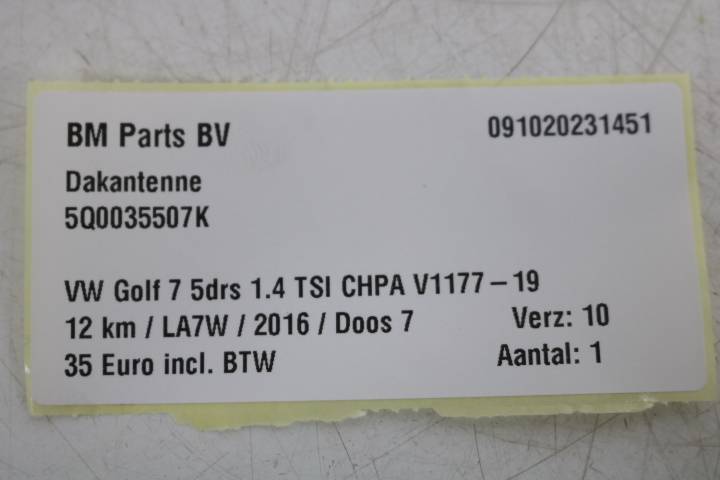 BM Parts BV 091020231451
Dakantenne
5Q0035507K
VW Golf 7 5drs 1.4 TSI CHPA V1177 – 19
12 km / LA7W / 2016 / Doos 7 Verz: 10
35 Euro incl. BTW Aantal: 1